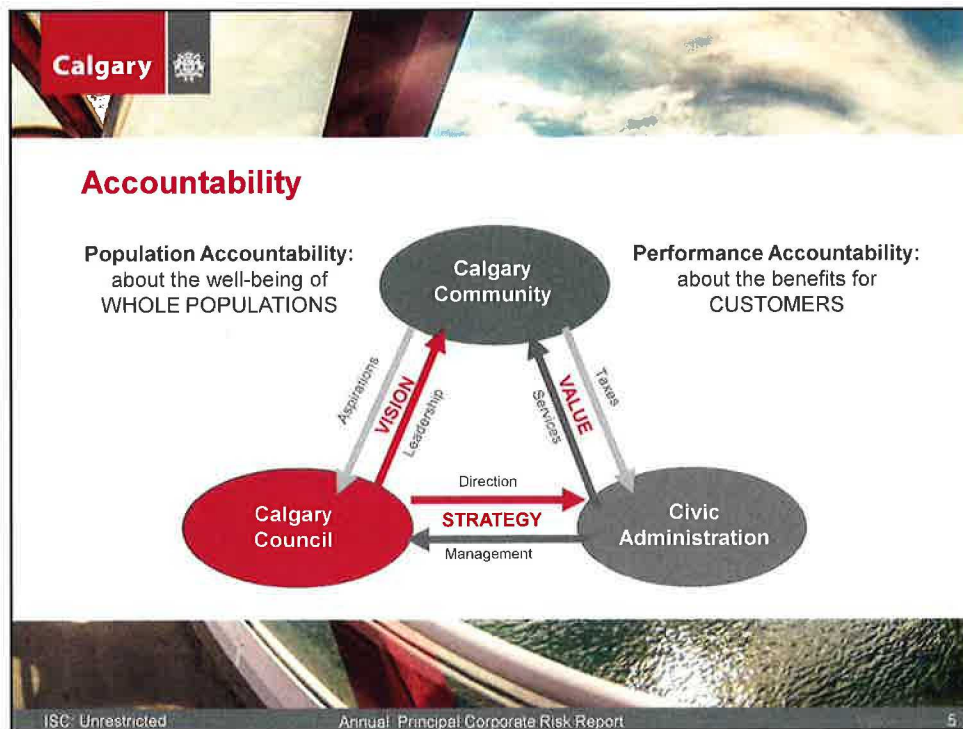 Calgary
Accountability
Population Accountability:
about the well-being of
WHOLE POPULATIONS
Performance Accountability:
about the benefits for
CUSTOMERS
Calgary
Community
Aspirations
VISION
Leadership
Services
VALUE
Taxes
Direction
STRATEGY
Management
Calgary
Council
Civic
Administration
ISC: Unrestricted
Annual Principal Corporate Risk Report
5